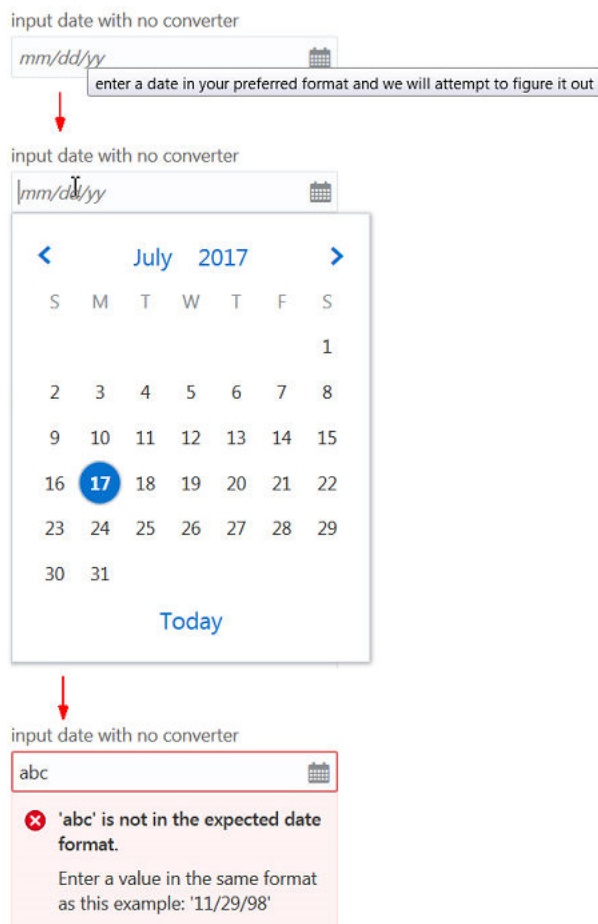 input date with no converter
mm/dd/yy
enter a date in your preferred format and we will attempt to figure it out
input date with no converter
mm/dd/yy
July 2017
S M T W T F S
1
2 3 4 5 6 7 8
9 10 11 12 13 14 15
16 17 18 19 20 21 22
23 24 25 26 27 28 29
30 31
Today
input date with no converter
abc
'abc' is not in the expected date
format.
Enter a value in the same format
as this example: '11/29/98'